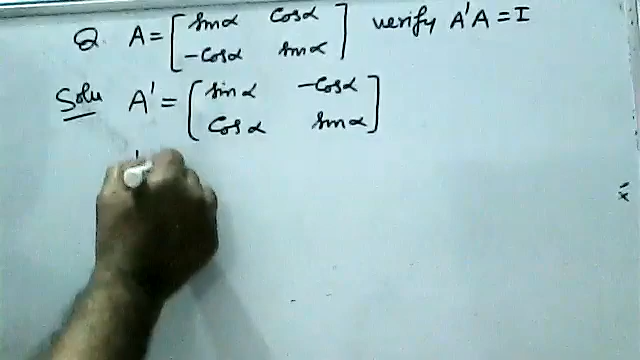 Q A = [ sinα cosα verify A'A = I
-cosα sinα ]
Solu A' = [ sinα -cosα
cosα sinα ]